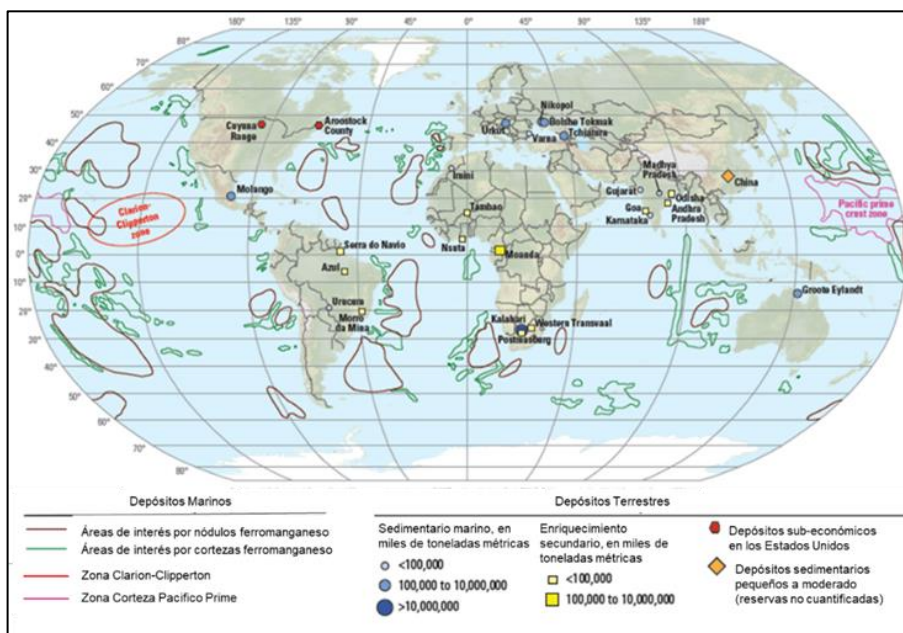 180°
135°
90°
45°
0°
45°
90°
135°
180°
80°
70°
60°
50°
40°
30°
20°
10°
0°
10°
20°
30°
40°
50°
60°
Cuyuna
Range
Aroostock
County
Molango
Clarion-
Clipperton
zone
Serra do Navio
Azul
Urucum
Morro
da Mina
Nikopol
Bolshe Tokmak
Urkut
Varna
Tchiatura
Imini
Tambao
Nsuta
Moanda
Kalahari
Western Transvaal
Postmasburg
Madhya
Pradesh
Gujarat
Goa
Karnataka
Odisha
Andhra
Pradesh
China
Pacific prime
crust zone
Groote Eylandt
Depósitos Marinos
Áreas de interés por nódulos ferromanganeso
Áreas de interés por cortezas ferromanganeso
Zona Clarion-Clipperton
Zona Corteza Pacifico Prime
Depósitos Terrestres
Sedimentario marino, en
miles de toneladas métricas
<100,000
100,000 to 10,000,000
>10,000,000
Enriquecimiento
secundario, en miles de
toneladas métricas
<100,000
100,000 to 10,000,000
Depósitos sub-económicos
en los Estados Unidos
Depósitos sedimentarios
pequeños a moderado
(reservas no cuantificadas)